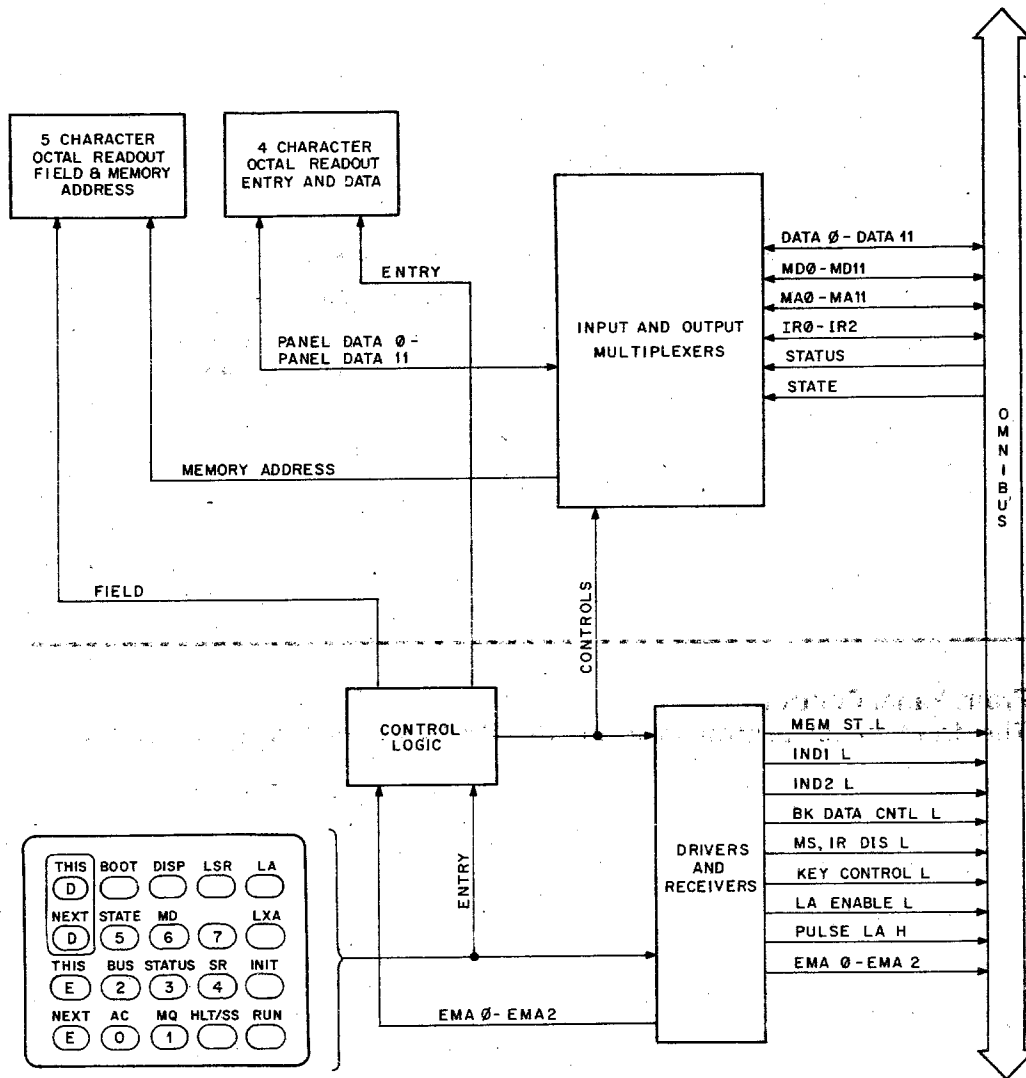 5 CHARACTER
OCTAL READOUT
FIELD & MEMORY
ADDRESS
4 CHARACTER
OCTAL READOUT
ENTRY AND DATA
ENTRY
PANEL DATA Ø-
PANEL DATA 11
MEMORY ADDRESS
FIELD
INPUT AND OUTPUT
MULTIPLEXERS
DATA Ø-DATA 11
MDØ-MD11
MAØ-MA11
IRØ-IR2
STATUS
STATE
OMNIBUS
CONTROLS
CONTROL
LOGIC
DRIVERS
AND
RECEIVERS
MEM ST L
IND1 L
IND2 L
BK DATA CNTL L
MS, IR DIS L
KEY CONTROL L
LA ENABLE L
PULSE LA H
EMA Ø-EMA 2
ENTRY
EMA Ø-EMA2
THIS BOOT DISP LSR LA
D
NEXT STATE MD LXA
D 5 6 7
THIS BUS STATUS SR INIT
E 2 3 4
NEXT AC MQ HLT/SS RUN
E 0 1